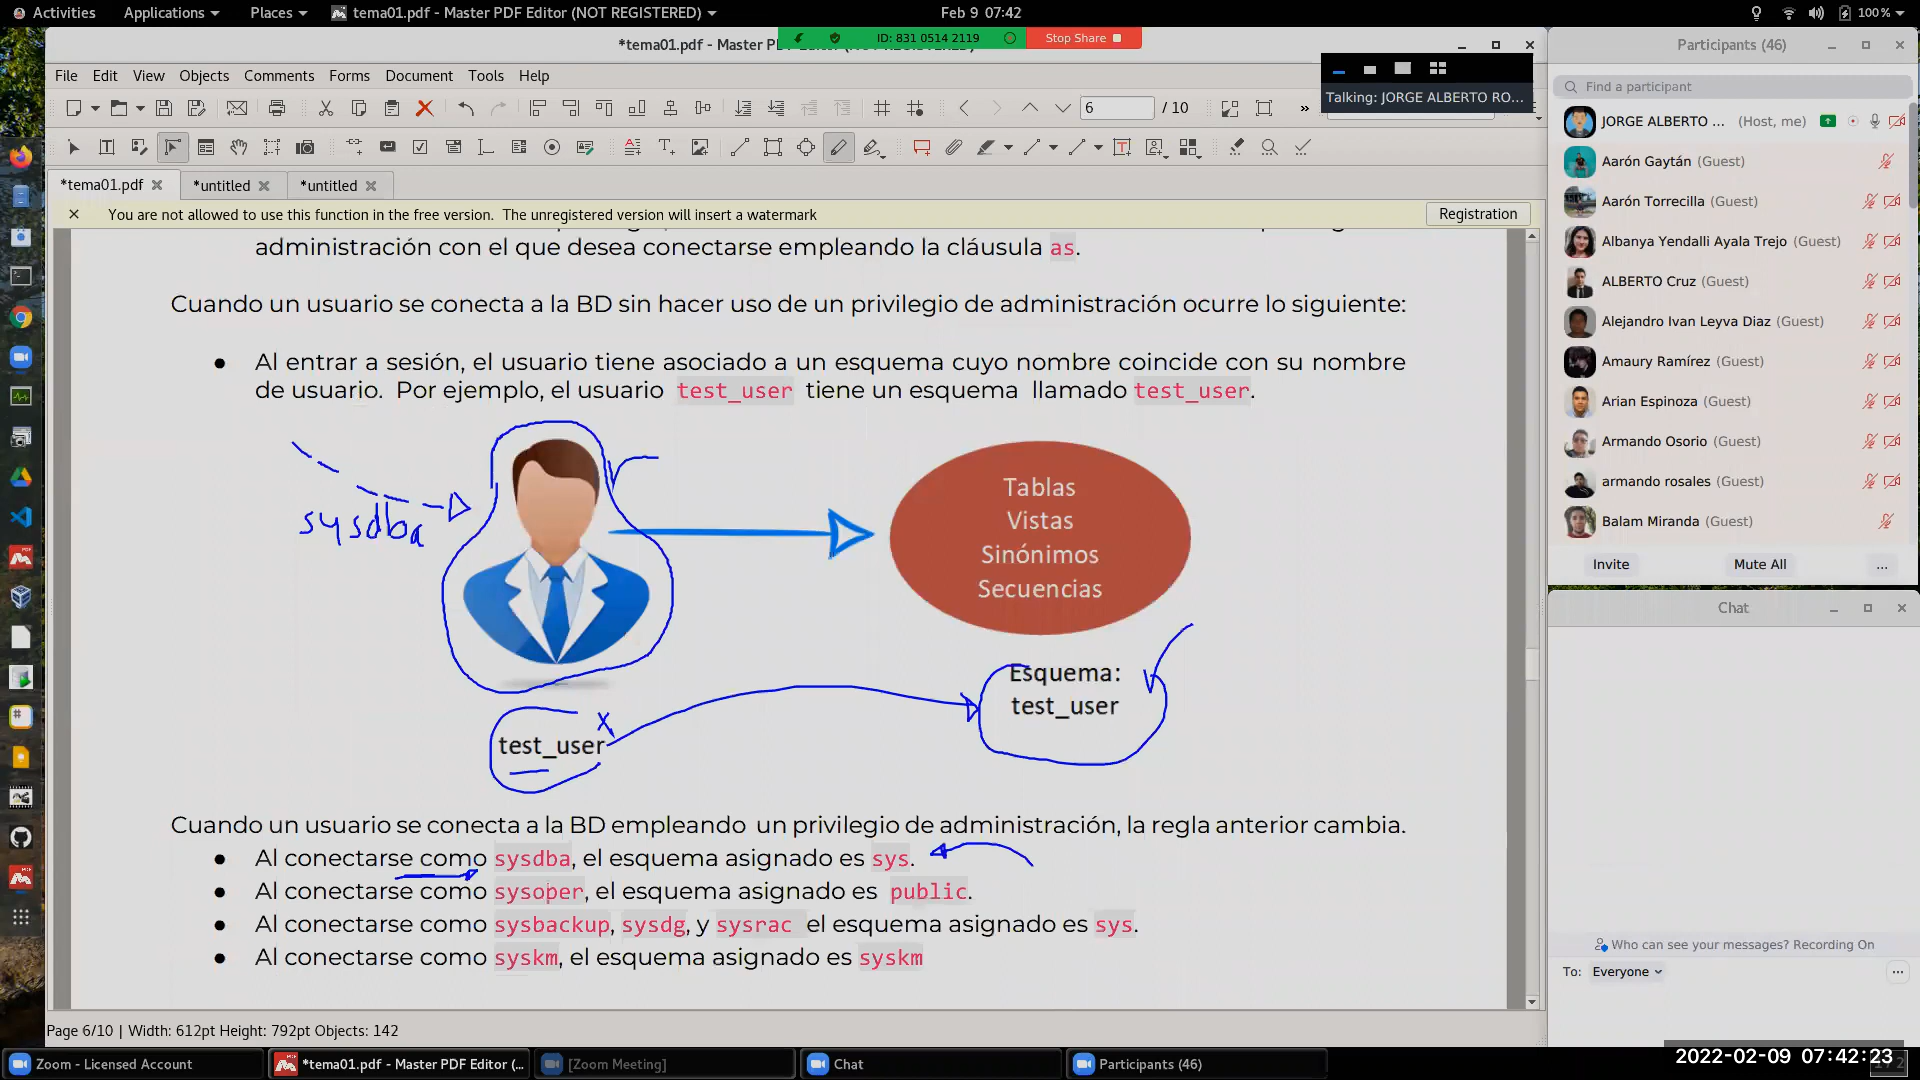 Activities Applications Places tema01.pdf - Master PDF Editor (NOT REGISTERED) Feb 9 07:42 100%
*tema01.pdf - Master P
ID: 831 0514 2119 Stop Share
Talking: JORGE ALBERTO RO...
File Edit View Objects Comments Forms Document Tools Help
6 / 10 »
*tema01.pdf *untitled *untitled
You are not allowed to use this function in the free version. The unregistered version will insert a watermark Registration
administración con el que desea conectarse empleando la cláusula as.
Cuando un usuario se conecta a la BD sin hacer uso de un privilegio de administración ocurre lo siguiente:
● Al entrar a sesión, el usuario tiene asociado a un esquema cuyo nombre coincide con su nombre
de usuario. Por ejemplo, el usuario test_user tiene un esquema llamado test_user.
sysdba
Tablas
Vistas
Sinónimos
Secuencias
Esquema:
test_user
x
test_user
Cuando un usuario se conecta a la BD empleando un privilegio de administración, la regla anterior cambia.
● Al conectarse como sysdba, el esquema asignado es sys.
● Al conectarse como sysoper, el esquema asignado es public.
● Al conectarse como sysbackup, sysdg, y sysrac el esquema asignado es sys.
● Al conectarse como syskm, el esquema asignado es syskm
Page 6/10 | Width: 612pt Height: 792pt Objects: 142
Participants (46)
Find a participant
JORGE ALBERTO ... (Host, me)
Aarón Gaytán (Guest)
Aarón Torrecilla (Guest)
Albanya Yendalli Ayala Trejo (Guest)
ALBERTO Cruz (Guest)
Alejandro Ivan Leyva Diaz (Guest)
Amaury Ramírez (Guest)
Arian Espinoza (Guest)
Armando Osorio (Guest)
armando rosales (Guest)
Balam Miranda (Guest)
Invite Mute All ...
Chat
Who can see your messages? Recording On
To: Everyone
Zoom - Licensed Account *tema01.pdf - Master PDF Editor (... [Zoom Meeting] Chat Participants (46)
2022-02-09 07:42:23